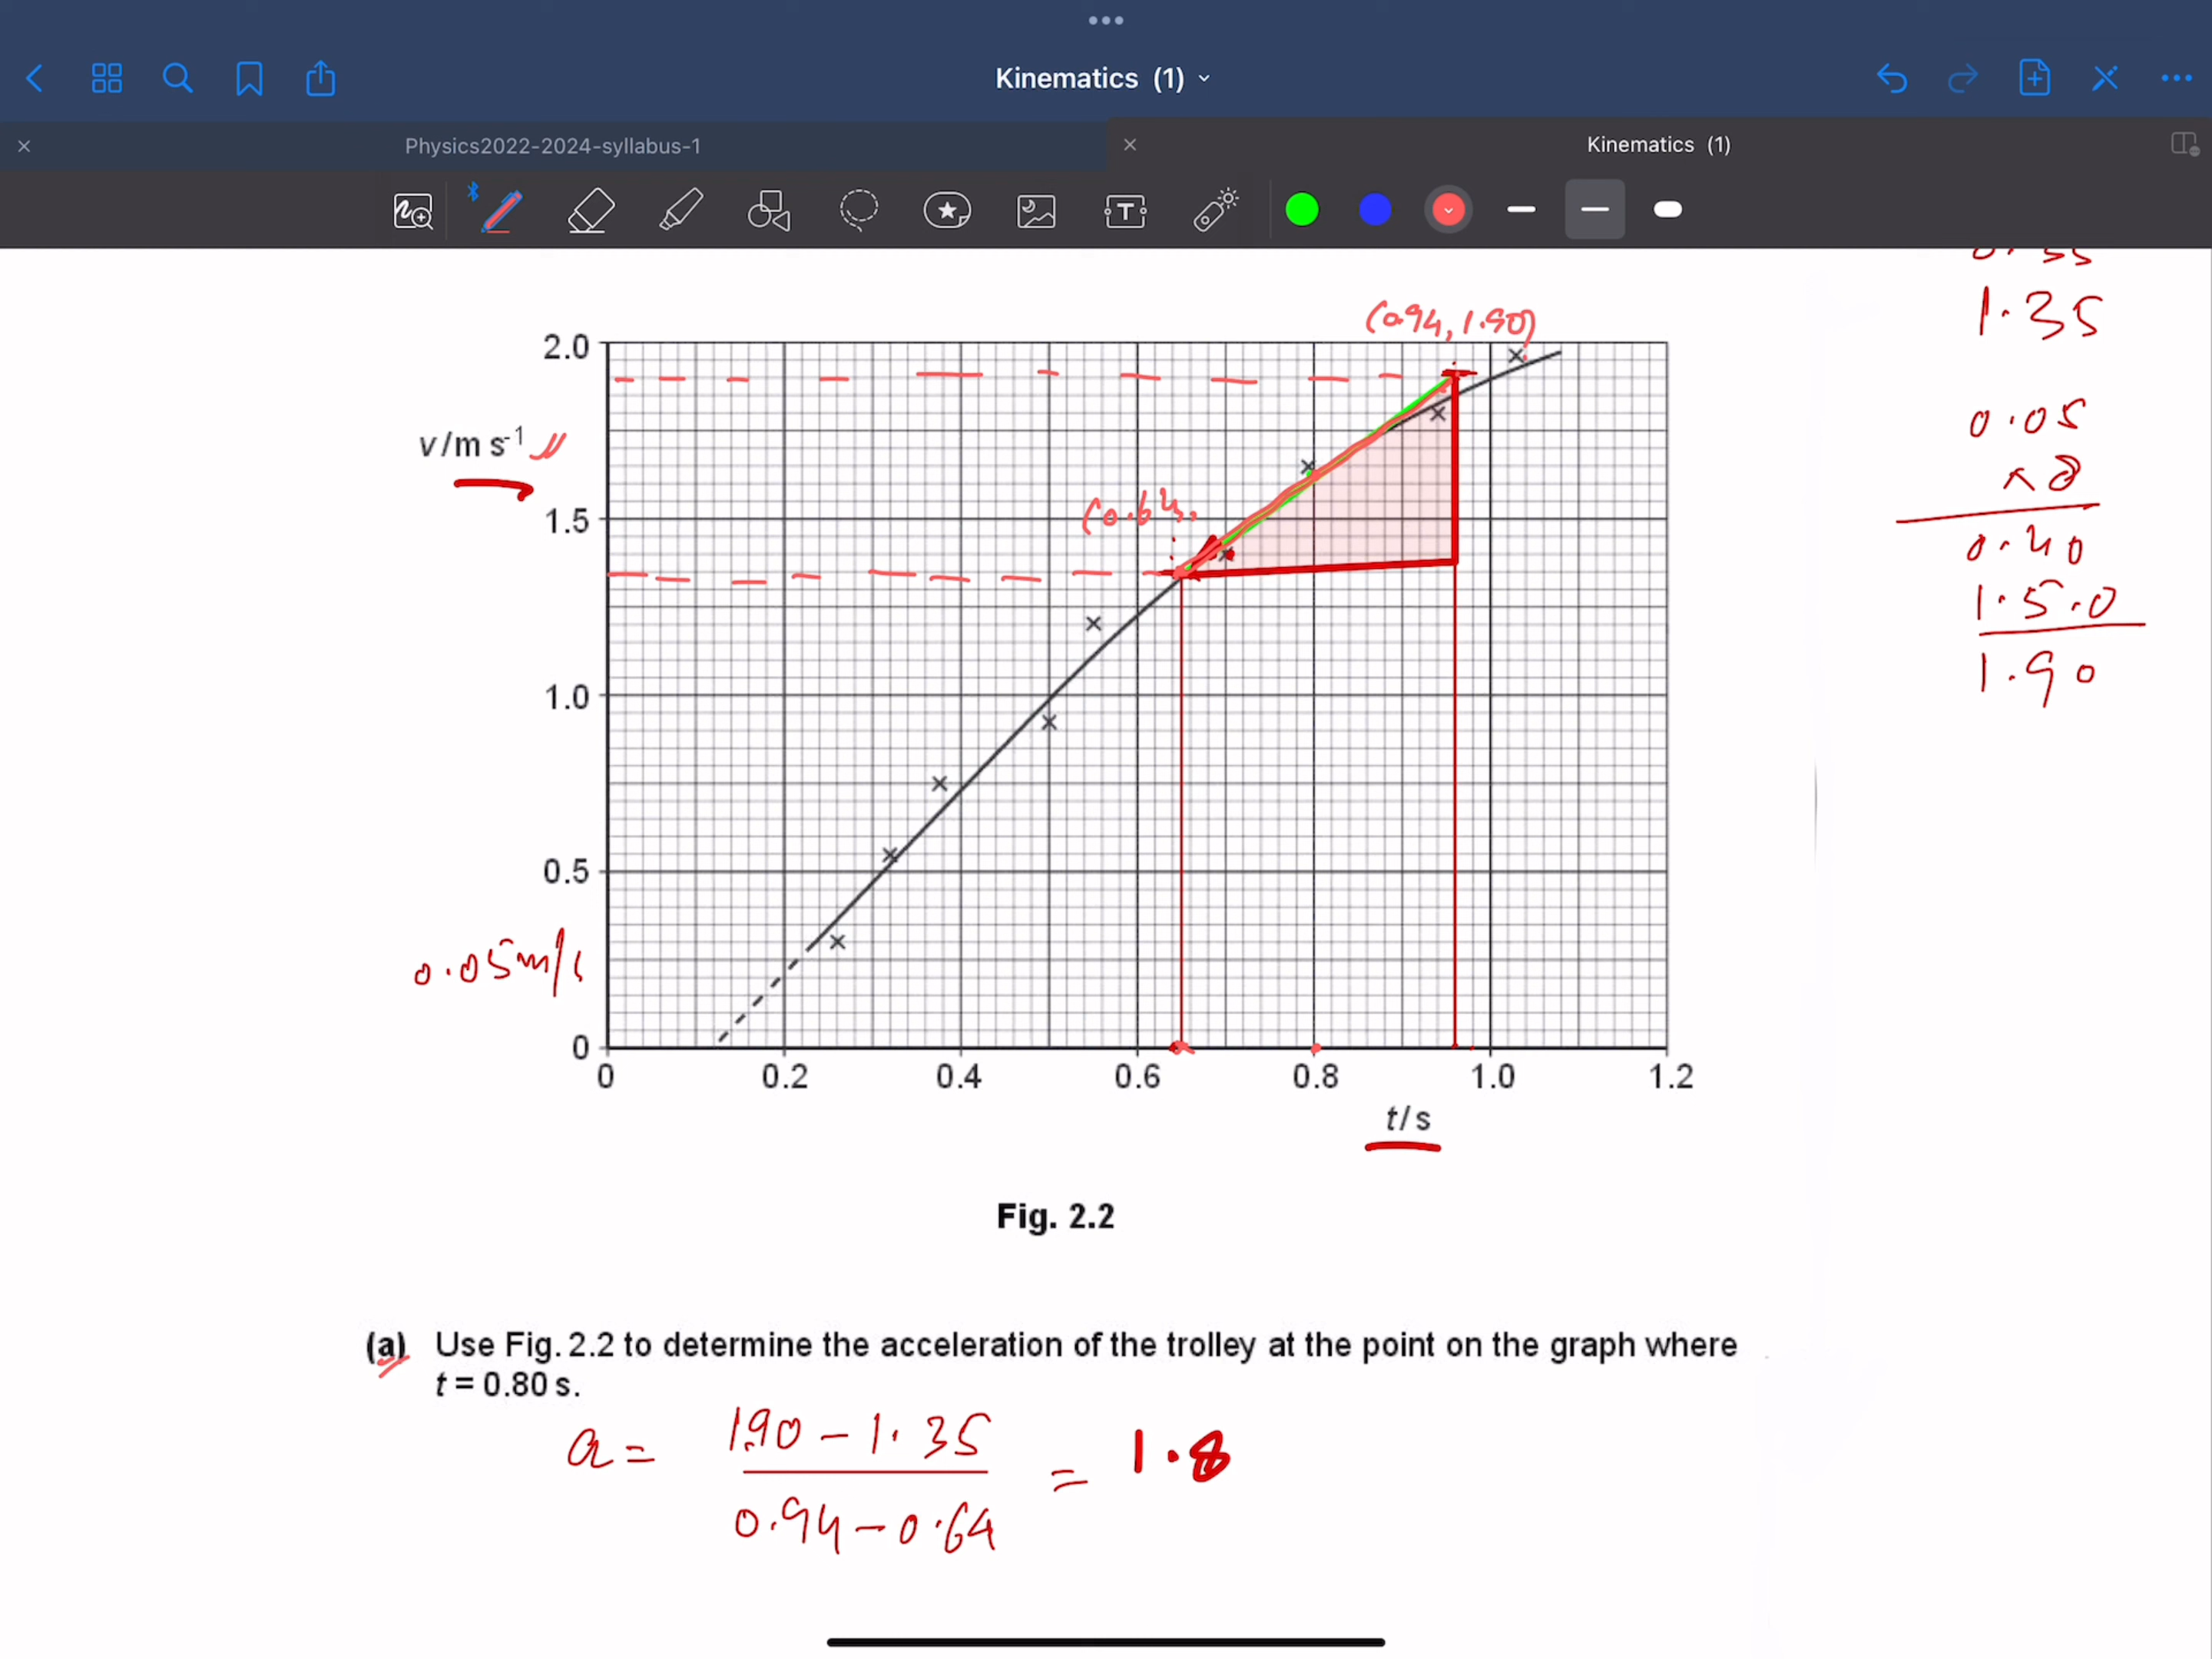 Kinematics (1)
Physics2022-2024-syllabus-1
Kinematics (1)
1.35
(0.94, 1.90)
2.0
v/m s-1
0.05
×8
0.40
1.5.0
1.90
(0.64,
1.5
1.0
0.5
0.05m/s
0
0 0.2 0.4 0.6 0.8 1.0 1.2
t/s
Fig. 2.2
(a) Use Fig. 2.2 to determine the acceleration of the trolley at the point on the graph where
t = 0.80 s.
a = 1.90 - 1.35 = 1.8
0.94 - 0.64